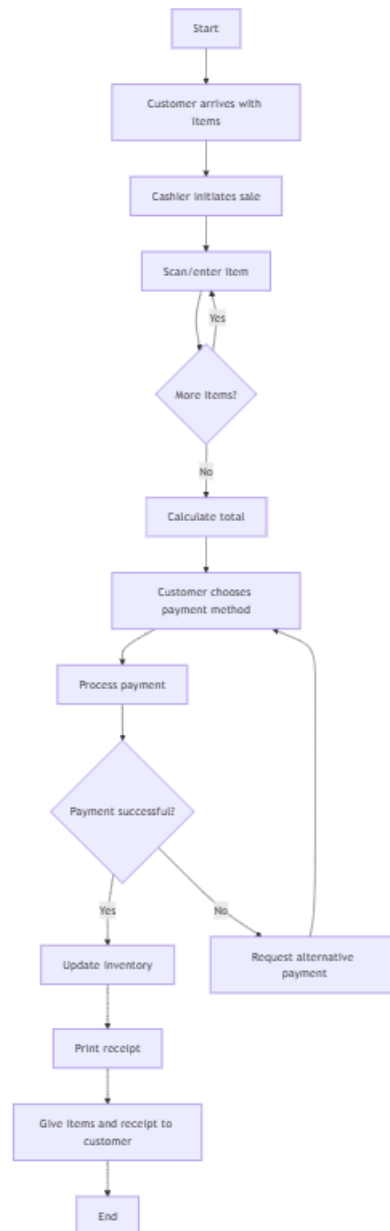 Start
Customer arrives with
items
Cashier initiates sale
Scan/enter item
Yes
More items?
No
Calculate total
Customer chooses
payment method
Process payment
Payment successful?
Yes
No
Update inventory
Request alternative
payment
Print receipt
Give items and receipt to
customer
End